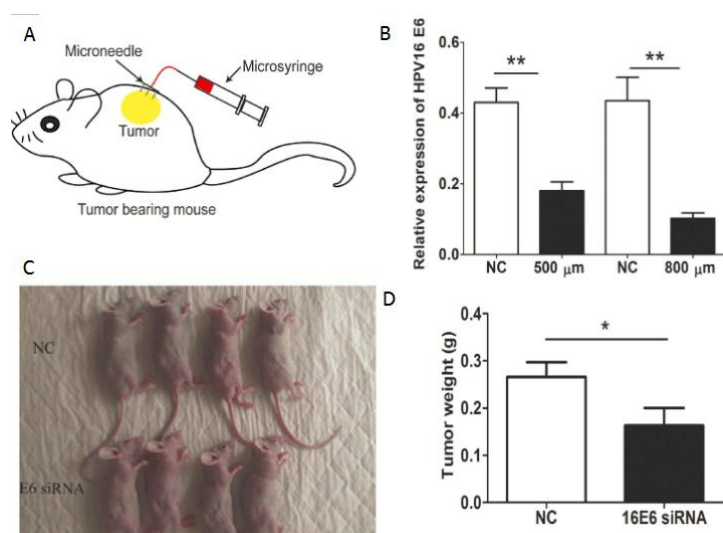 A
Microneedle
Microsyringe
Tumor
Tumor bearing mouse
B
Relative expression of HPV16 E6
0.6
0.4
0.2
0.0
**
**
NC
500 µm
NC
800 µm
C
NC
E6 siRNA
D
Tumor weight (g)
0.4
0.3
0.2
0.1
0.0
*
NC
16E6 siRNA